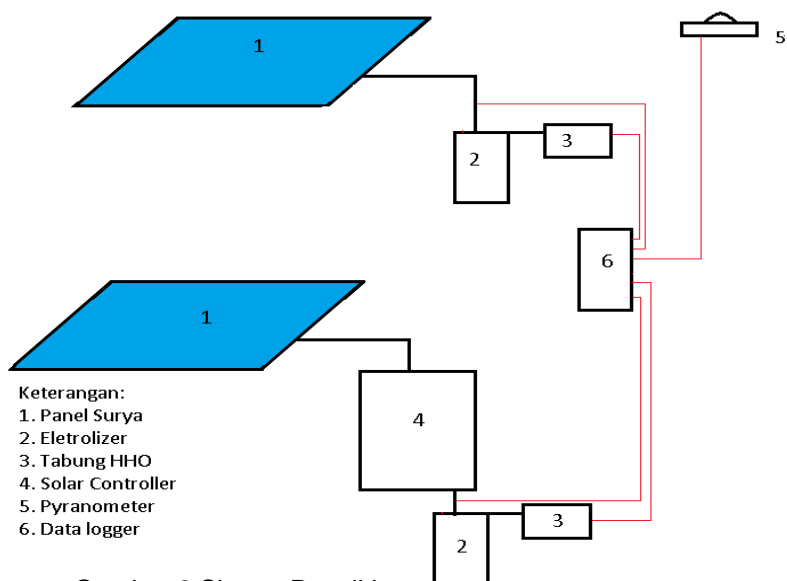 1
5
2
3
6
1
4
3
2
Keterangan:
1. Panel Surya
2. Eletrolizer
3. Tabung HHO
4. Solar Controller
5. Pyranometer
6. Data logger